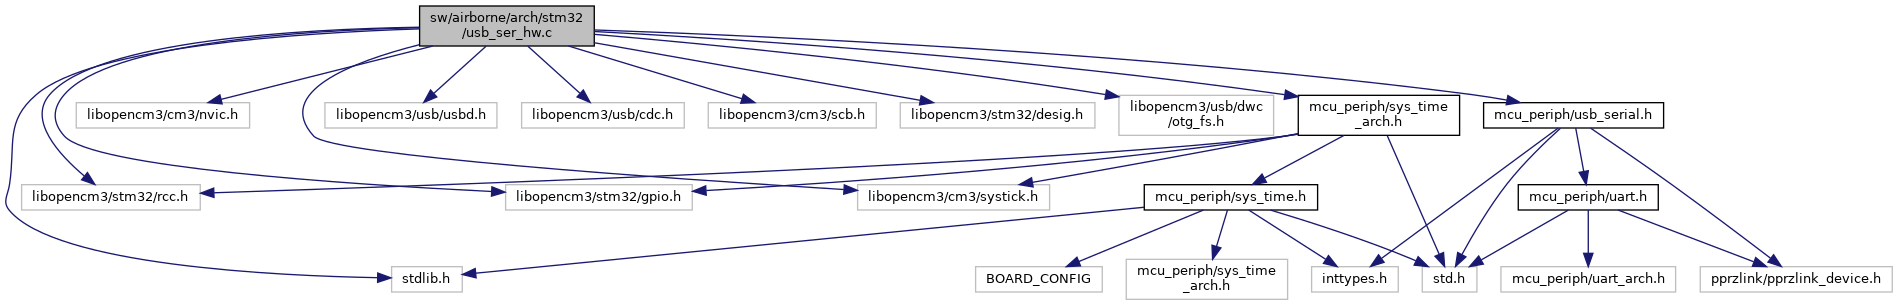 sw/airborne/arch/stm32
/usb_ser_hw.c
libopencm3/cm3/nvic.h
libopencm3/usb/usbd.h
libopencm3/usb/cdc.h
libopencm3/cm3/scb.h
libopencm3/stm32/desig.h
libopencm3/usb/dwc
/otg_fs.h
mcu_periph/sys_time
_arch.h
mcu_periph/usb_serial.h
libopencm3/stm32/rcc.h
libopencm3/stm32/gpio.h
libopencm3/cm3/systick.h
mcu_periph/sys_time.h
mcu_periph/uart.h
stdlib.h
BOARD_CONFIG
mcu_periph/sys_time
_arch.h
inttypes.h
std.h
mcu_periph/uart_arch.h
pprzlink/pprzlink_device.h